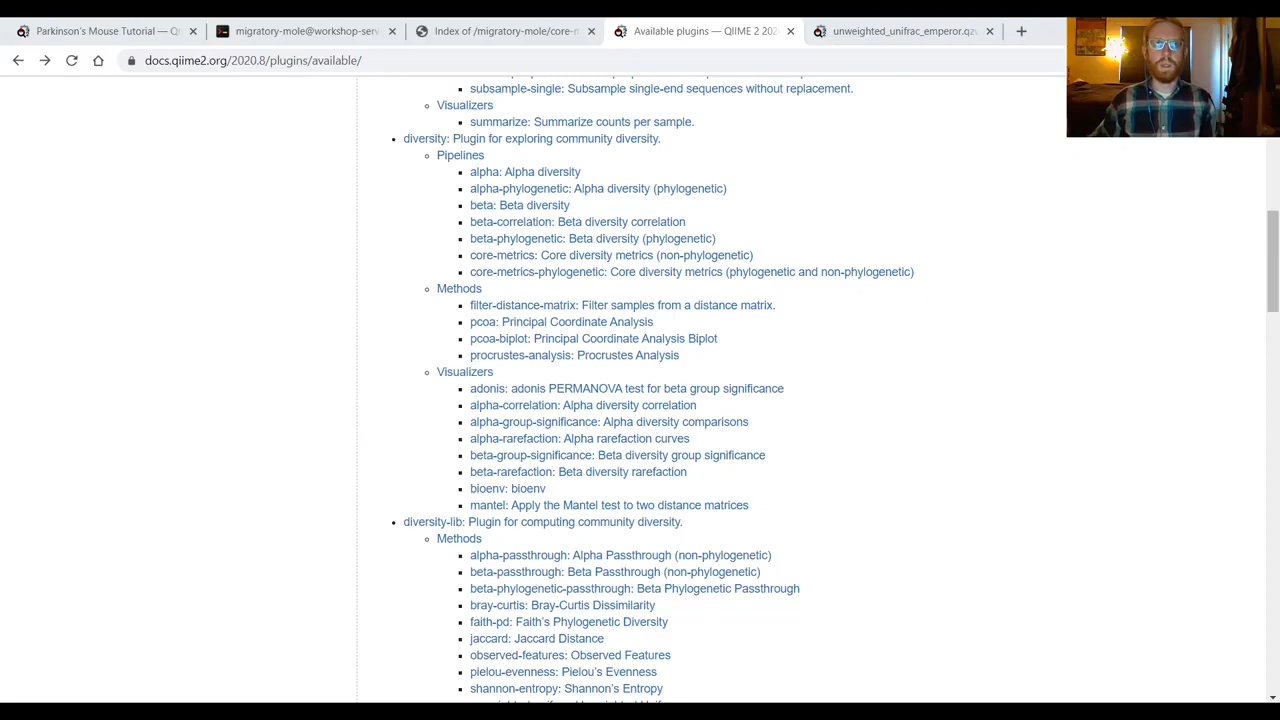 Parkinson's Mouse Tutorial — QI
migratory-mole@workshop-serv
Index of /migratory-mole/core-m
Available plugins — QIIME 2 202
unweighted_unifrac_emperor.qzv
docs.qiime2.org/2020.8/plugins/available/
subsample-single: Subsample single-end sequences without replacement.
Visualizers
summarize: Summarize counts per sample.
diversity: Plugin for exploring community diversity.
Pipelines
alpha: Alpha diversity
alpha-phylogenetic: Alpha diversity (phylogenetic)
beta: Beta diversity
beta-correlation: Beta diversity correlation
beta-phylogenetic: Beta diversity (phylogenetic)
core-metrics: Core diversity metrics (non-phylogenetic)
core-metrics-phylogenetic: Core diversity metrics (phylogenetic and non-phylogenetic)
Methods
filter-distance-matrix: Filter samples from a distance matrix.
pcoa: Principal Coordinate Analysis
pcoa-biplot: Principal Coordinate Analysis Biplot
procrustes-analysis: Procrustes Analysis
Visualizers
adonis: adonis PERMANOVA test for beta group significance
alpha-correlation: Alpha diversity correlation
alpha-group-significance: Alpha diversity comparisons
alpha-rarefaction: Alpha rarefaction curves
beta-group-significance: Beta diversity group significance
beta-rarefaction: Beta diversity rarefaction
bioenv: bioenv
mantel: Apply the Mantel test to two distance matrices
diversity-lib: Plugin for computing community diversity.
Methods
alpha-passthrough: Alpha Passthrough (non-phylogenetic)
beta-passthrough: Beta Passthrough (non-phylogenetic)
beta-phylogenetic-passthrough: Beta Phylogenetic Passthrough
bray-curtis: Bray-Curtis Dissimilarity
faith-pd: Faith's Phylogenetic Diversity
jaccard: Jaccard Distance
observed-features: Observed Features
pielou-evenness: Pielou's Evenness
shannon-entropy: Shannon's Entropy